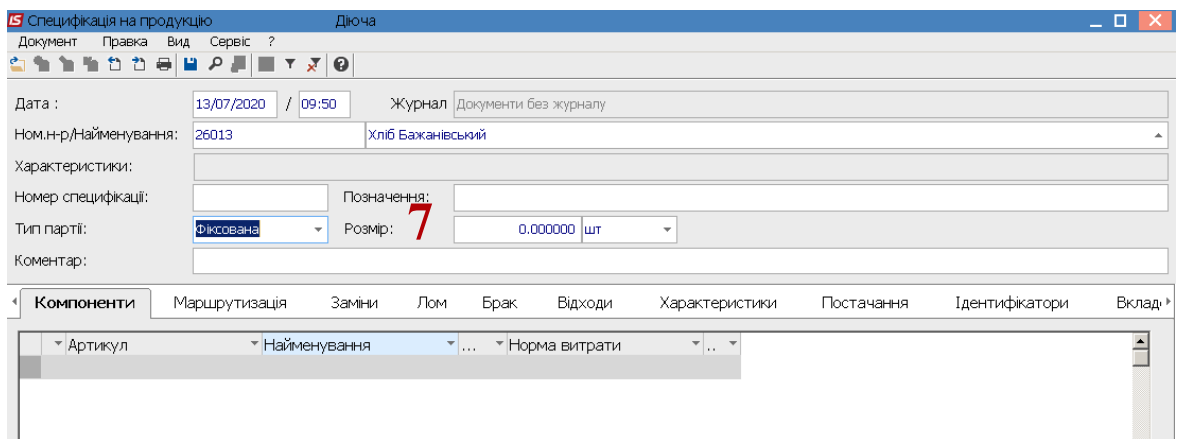 IS Специфікація на продукцію Діюча
Документ Правка Вид Сервіс ?
Дата : 13/07/2020 / 09:50 Журнал Документи без журналу
Ном.н-р/Найменування: 26013 Хліб Бажанівський
Характеристики:
Номер специфікації: Позначення:
Тип партії: Фіксована Розмір: 7 0.000000 шт
Коментар:
Компоненти Маршрутизація Заміни Лом Брак Відходи Характеристики Постачання Ідентифікатори Вклад
Артикул Найменування ... Норма витрати ..